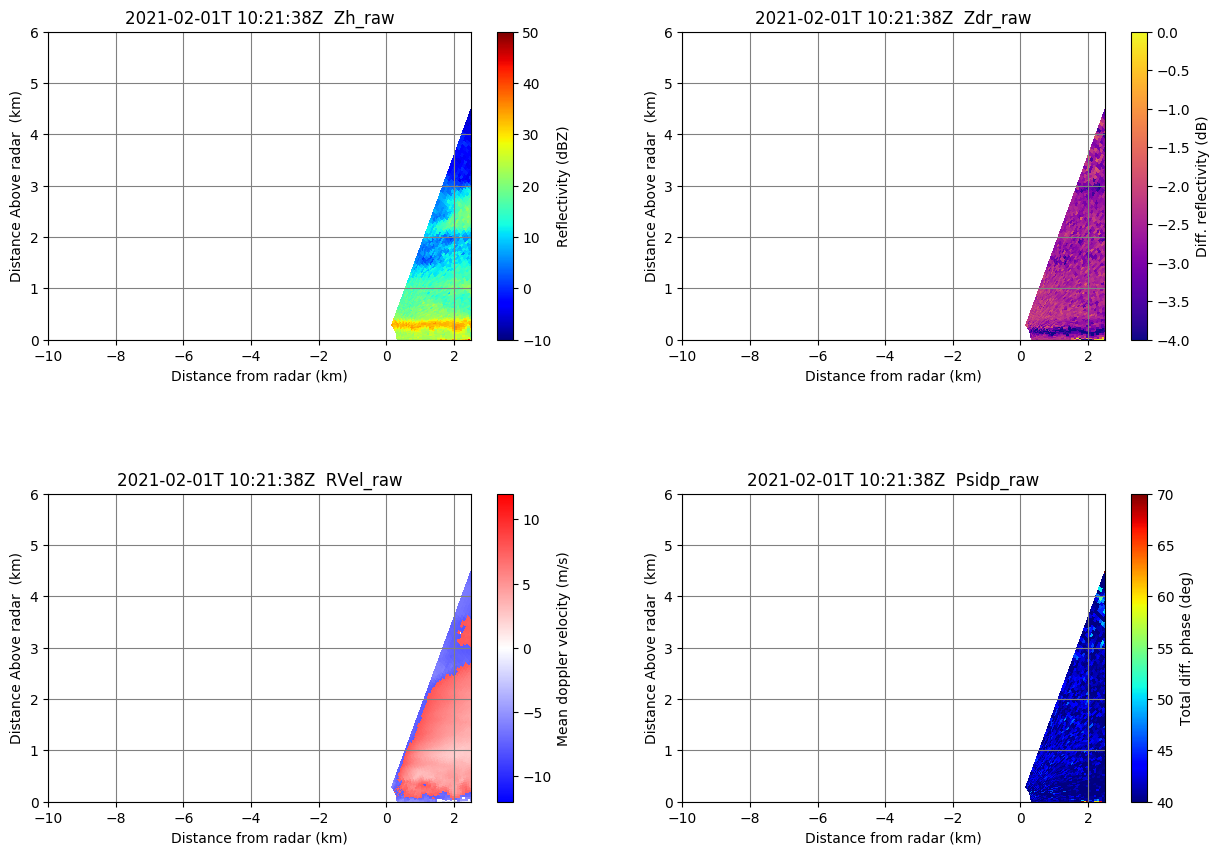 2021-02-01T 10:21:38Z  Zh_raw
6
5
4
3
2
1
0
Distance Above radar  (km)
−10 −8 −6 −4 −2 0 2
Distance from radar (km)
50
40
30
20
10
0
−10
Reflectivity (dBZ)
2021-02-01T 10:21:38Z  Zdr_raw
6
5
4
3
2
1
0
Distance Above radar  (km)
−10 −8 −6 −4 −2 0 2
Distance from radar (km)
0.0
−0.5
−1.0
−1.5
−2.0
−2.5
−3.0
−3.5
−4.0
Diff. reflectivity (dB)
2021-02-01T 10:21:38Z  RVel_raw
6
5
4
3
2
1
0
Distance Above radar  (km)
−10 −8 −6 −4 −2 0 2
Distance from radar (km)
10
5
0
−5
−10
Mean doppler velocity (m/s)
2021-02-01T 10:21:38Z  Psidp_raw
6
5
4
3
2
1
0
Distance Above radar  (km)
−10 −8 −6 −4 −2 0 2
Distance from radar (km)
70
65
60
55
50
45
40
Total diff. phase (deg)